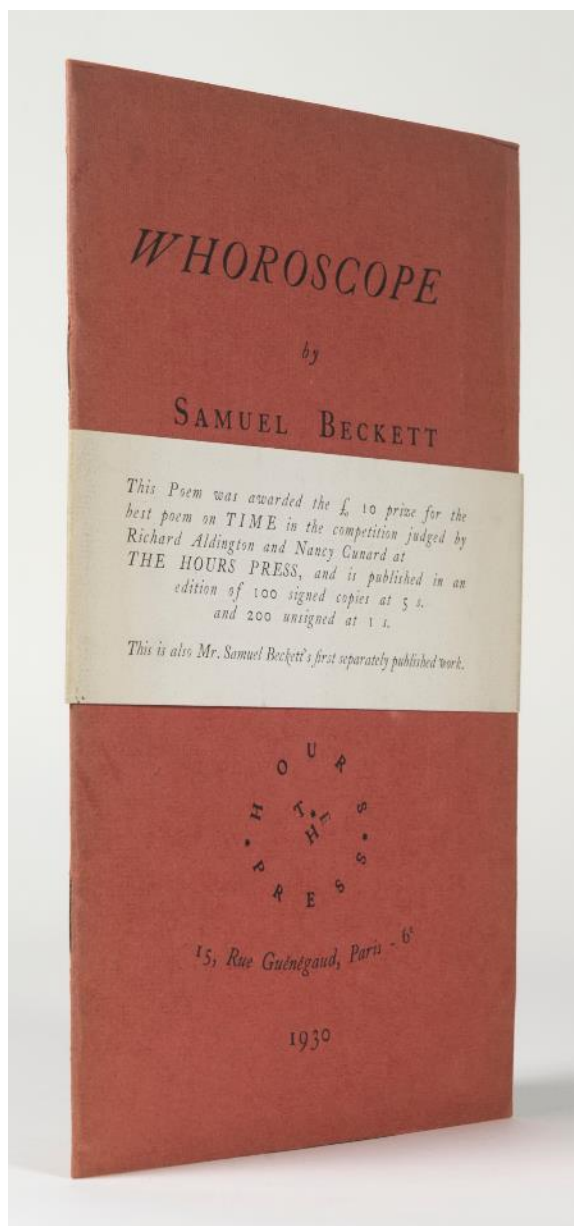 WHOROSCOPE
by
SAMUEL BECKETT
This Poem was awarded the £ 10 prize for the
best poem on TIME in the competition judged by
Richard Aldington and Nancy Cunard at
THE HOURS PRESS, and is published in an
edition of 100 signed copies at 5 s.
and 200 unsigned at 1 s.
This is also Mr. Samuel Beckett's first separately published work.
THE
HOURS
PRESS
15, Rue Guénégaud, Paris - 6e
1930